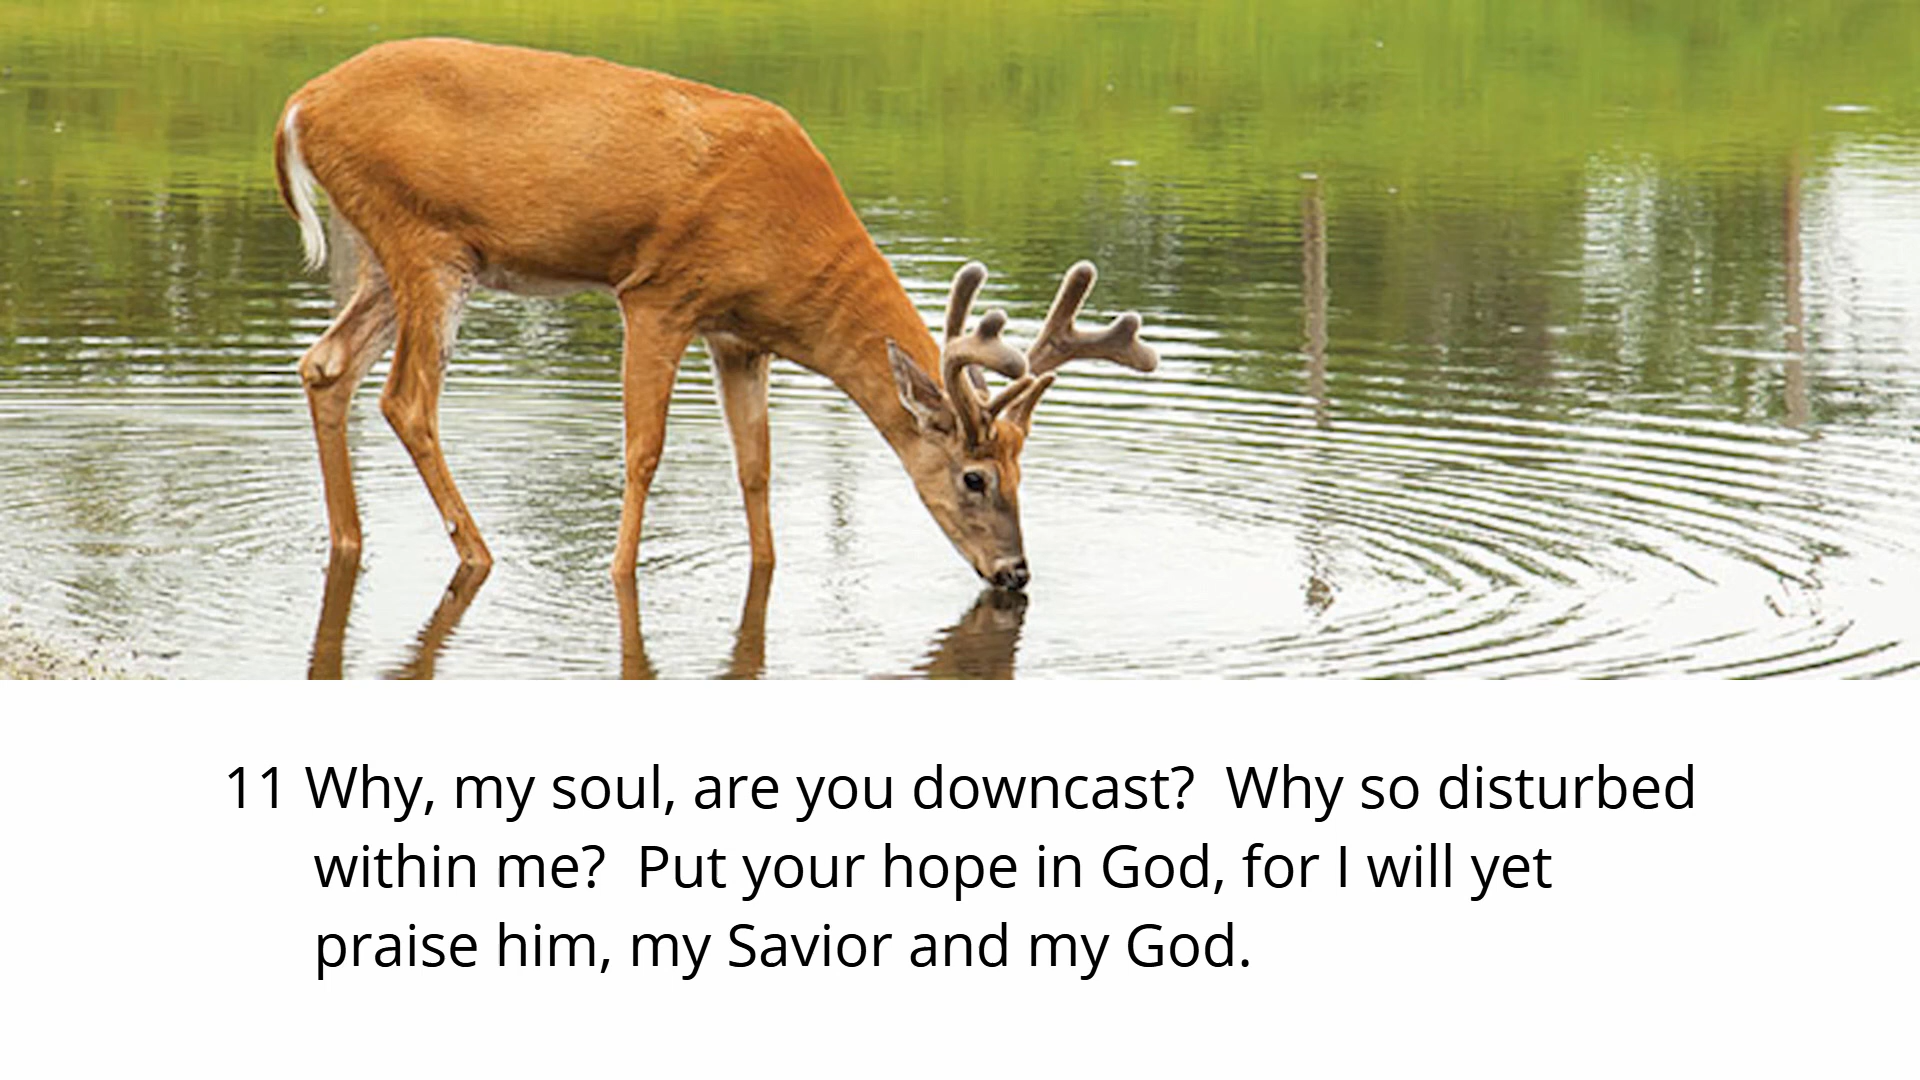 11 Why, my soul, are you downcast?  Why so disturbed
within me?  Put your hope in God, for I will yet
praise him, my Savior and my God.